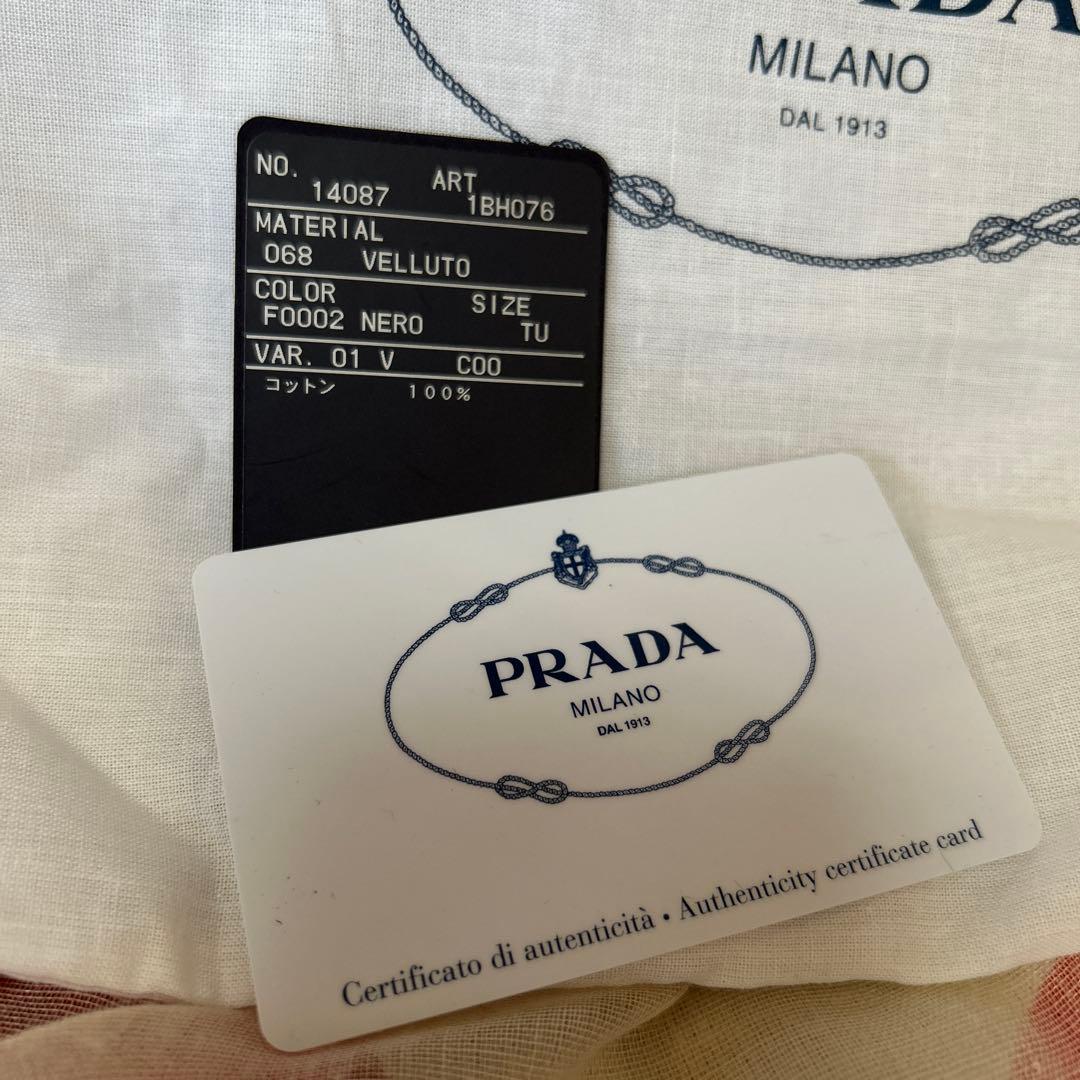 PRADA
MILANO
DAL 1913
NO. ART
14087 1BH076
MATERIAL
068 VELLUTO
COLOR SIZE
F0002 NERO TU
VAR. 01 V C00
コットン 100%
PRADA
MILANO
DAL 1913
Certificato di autenticità • Authenticity certificate card